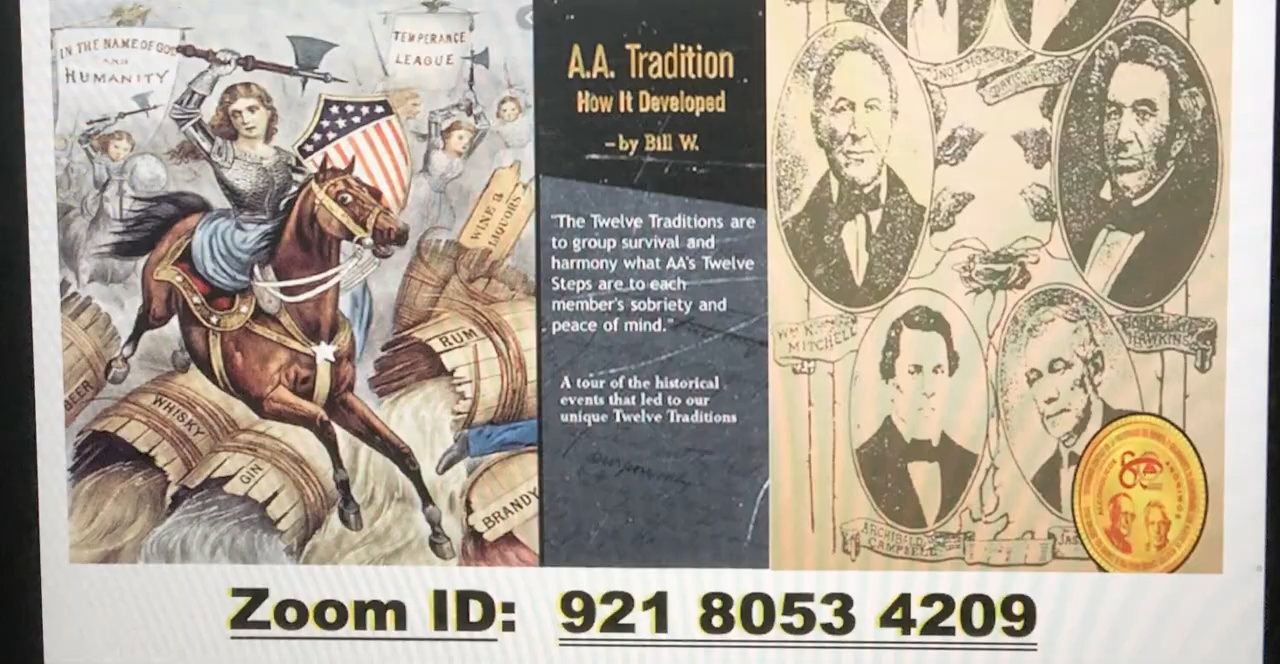 IN THE NAME OF GOD
AND
HUMANITY
TEMPERANCE
LEAGUE
WINE &
LIQUORS
RUM
BEER
WHISKY
GIN
BRANDY
A.A. Tradition
How It Developed
– by Bill W.
"The Twelve Traditions are
to group survival and
harmony what AA's Twelve
Steps are to each
member's sobriety and
peace of mind."
A tour of the historical
events that led to our
unique Twelve Traditions
MITCHELL
HAWKINS
ARCHIBALD
CAMPBELL
JAS
Zoom ID: 921 8053 4209